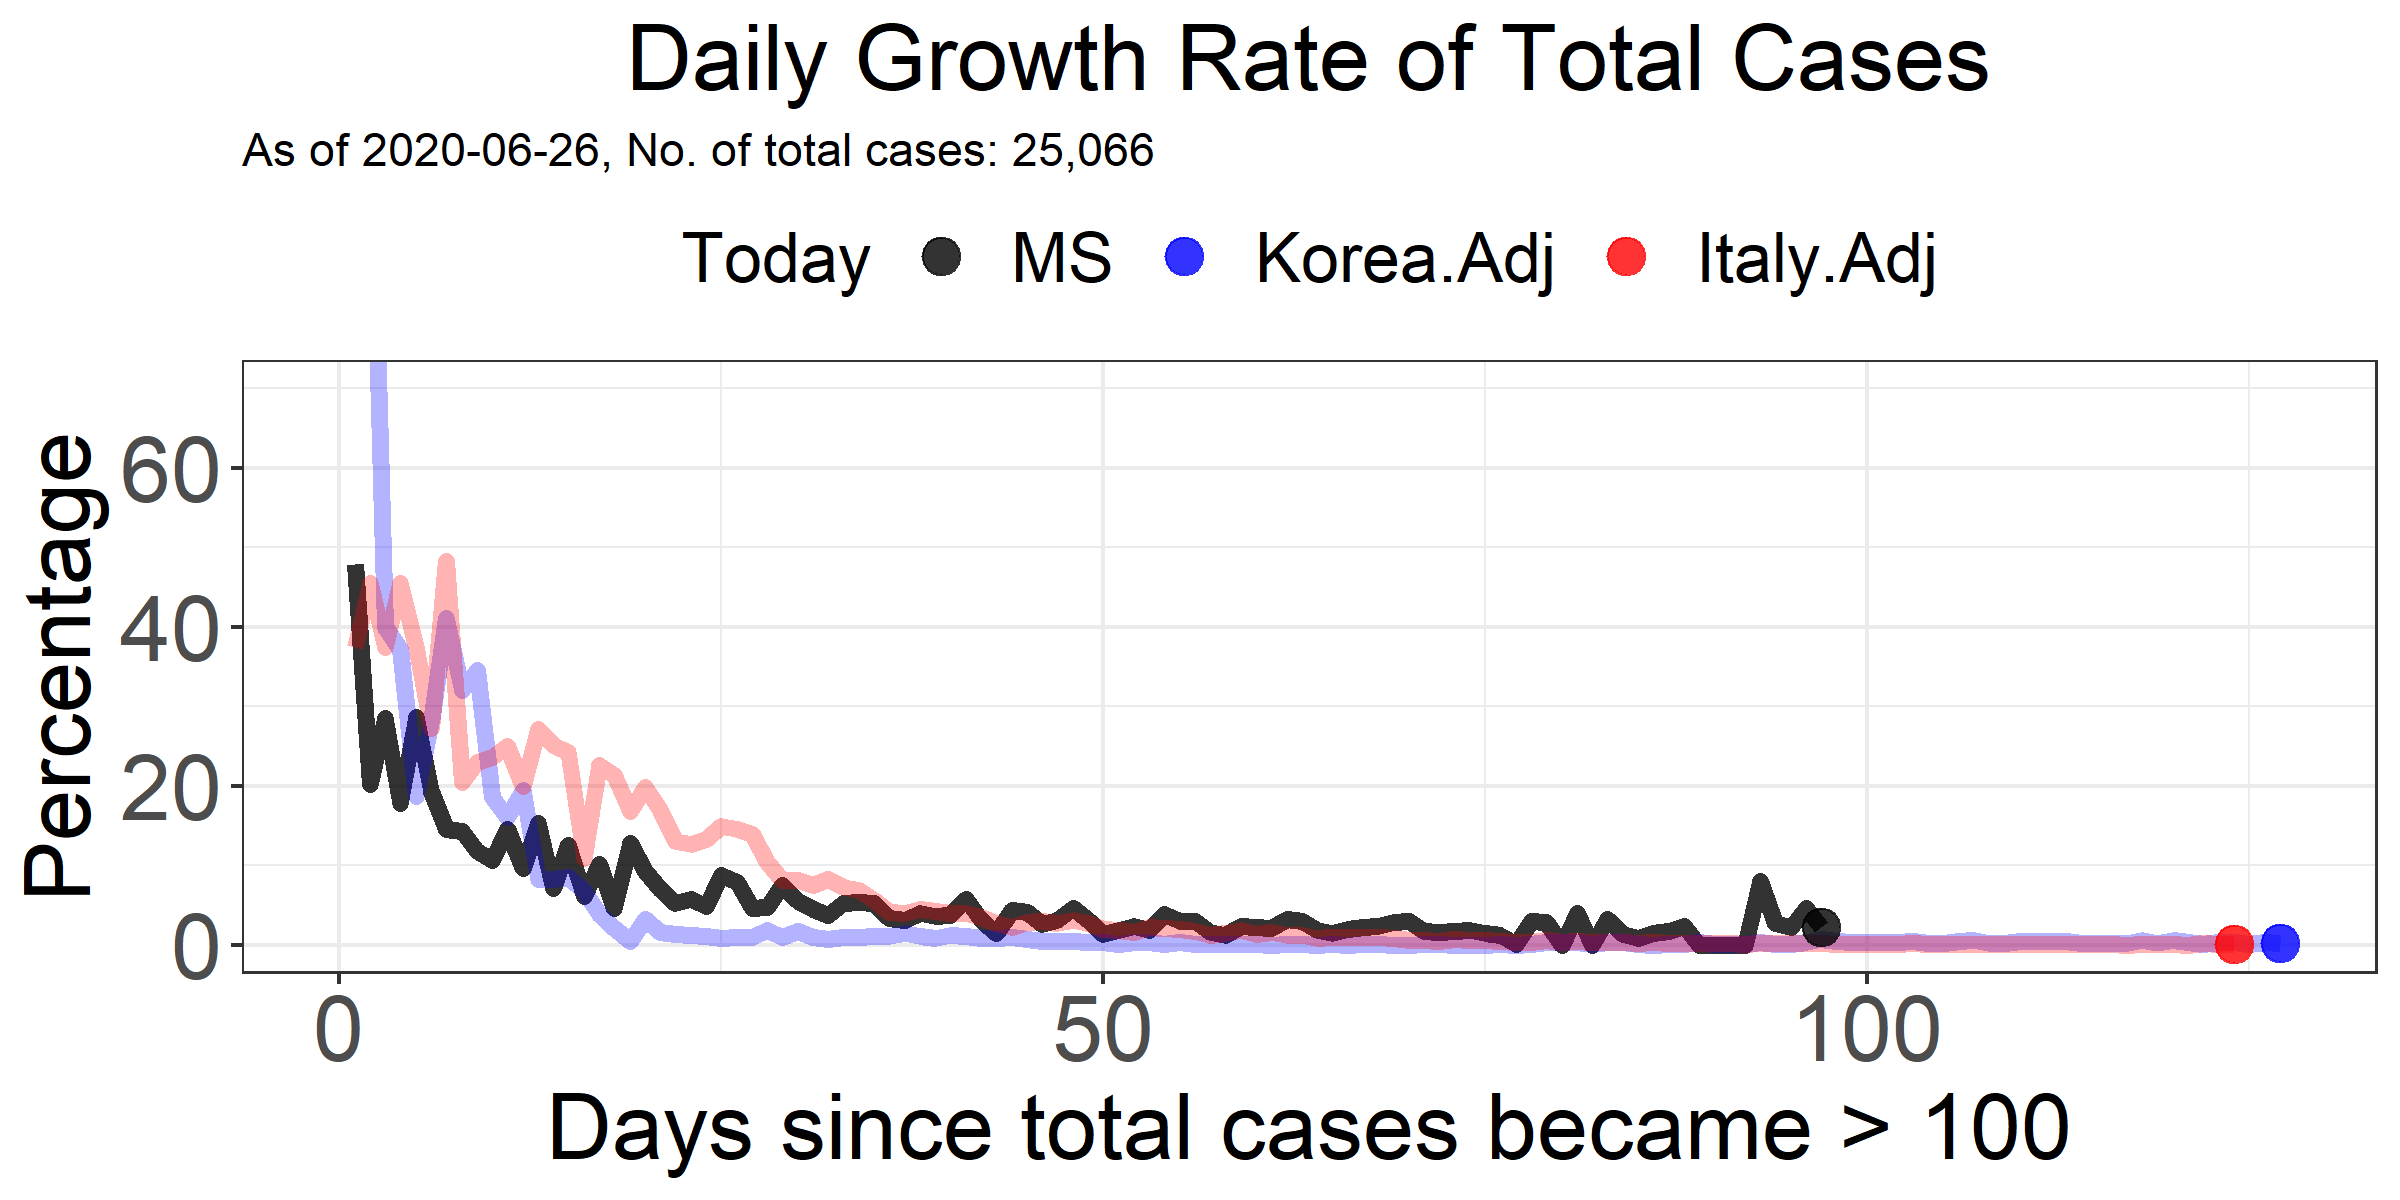 Daily Growth Rate of Total Cases
As of 2020-06-26, No. of total cases: 25,066
Today MS Korea.Adj Italy.Adj
Percentage
60
40
20
0
0 50 100
Days since total cases became > 100